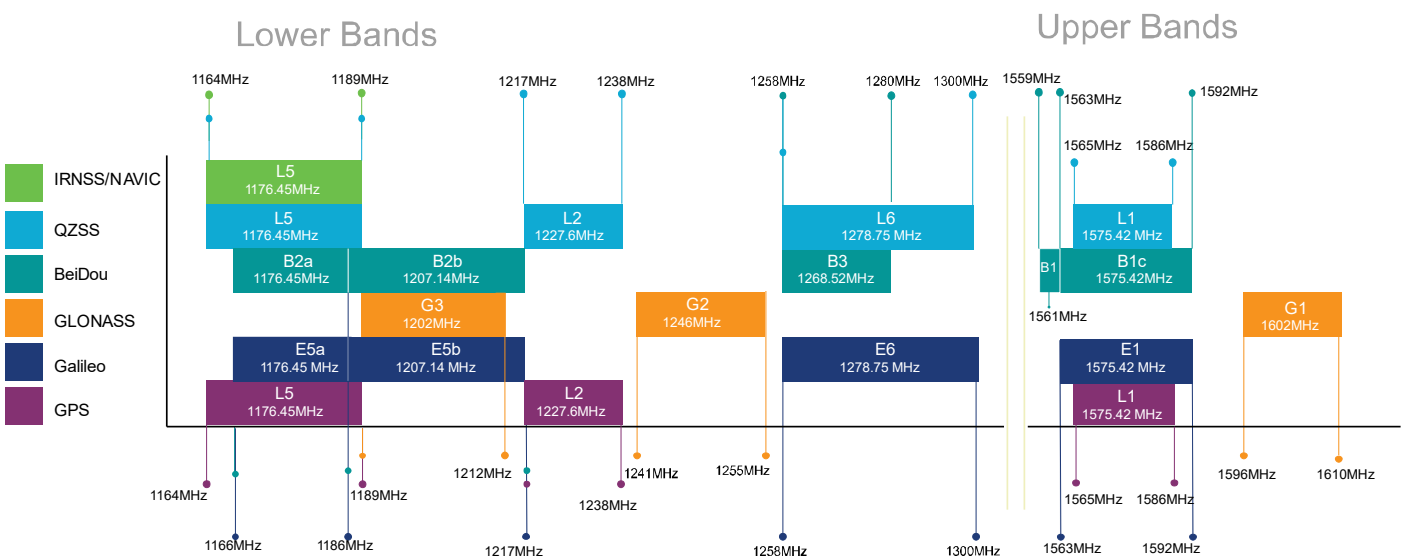 Lower Bands
Upper Bands
1164MHz
1189MHz
1217MHz
1238MHz
1258MHz
1280MHz
1300MHz
1559MHz
1563MHz
1592MHz
1565MHz
1586MHz
IRNSS/NAVIC
L5
1176.45MHz
QZSS
L5
1176.45MHz
L2
1227.6MHz
L6
1278.75 MHz
L1
1575.42 MHz
BeiDou
B2a
1176.45MHz
B2b
1207.14MHz
B3
1268.52MHz
B1
B1c
1575.42MHz
1561MHz
GLONASS
G3
1202MHz
G2
1246MHz
G1
1602MHz
Galileo
E5a
1176.45 MHz
E5b
1207.14 MHz
E6
1278.75 MHz
E1
1575.42 MHz
GPS
L5
1176.45MHz
L2
1227.6MHz
L1
1575.42 MHz
1164MHz
1189MHz
1212MHz
1238MHz
1241MHz
1255MHz
1565MHz
1586MHz
1596MHz
1610MHz
1166MHz
1186MHz
1217MHz
1258MHz
1300MHz
1563MHz
1592MHz